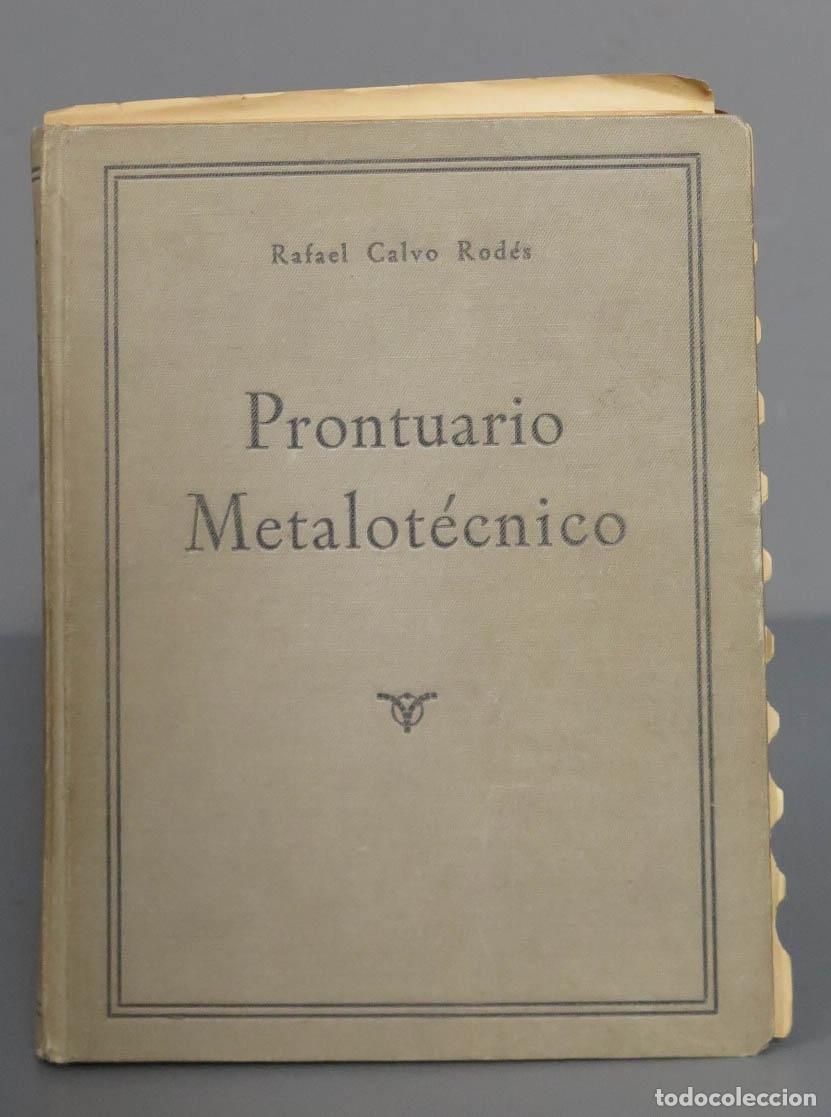 Rafael Calvo Rodés
Prontuario
Metalotécnico
todocoleccion